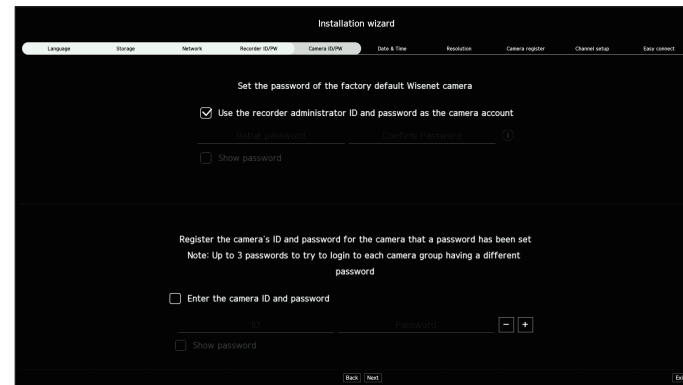 Installation wizard
Language Storage Network Recorder ID/PW Camera ID/PW Date & Time Resolution Camera register Channel setup Easy connect
Set the password of the factory default Wisenet camera
Use the recorder administrator ID and password as the camera account
Initial password Confirm Password
Show password
Register the camera's ID and password for the camera that a password has been set
Note: Up to 3 passwords to try to login to each camera group having a different
password
Enter the camera ID and password
ID Password
Show password
Back Next Exi